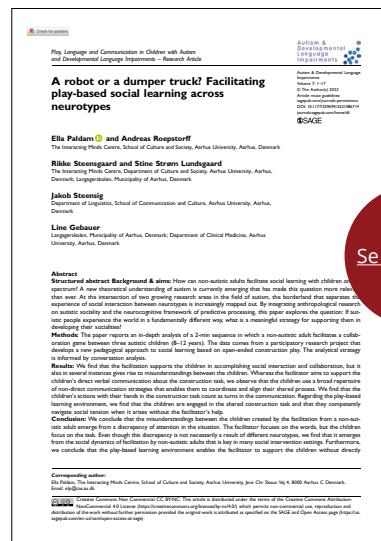 Check for updates
Play, Language and Communication in Children with Autism
and Developmental Language Impairments – Research Article
Autism &
Developmental
Language
Impairments
A robot or a dumper truck? Facilitating
play-based social learning across
neurotypes
Autism & Developmental Language
Impairments
Volume 7: 1–17
© The Author(s) 2022
Article reuse guidelines:
sagepub.com/journals-permissions
DOI: 10.1177/23969415221086714
journals.sagepub.com/home/dli
SAGE
Ella Paldam and Andreas Roepstorff
The Interacting Minds Centre, School of Culture and Society, Aarhus University, Aarhus, Denmark
Rikke Steensgaard and Stine Strøm Lundsgaard
The Interacting Minds Centre, Department of Culture and Society, Aarhus University, Aarhus,
Denmark; Langagerskolen, Municipality of Aarhus, Denmark
Jakob Steensig
Department of Linguistics, School of Communication and Culture, Aarhus University, Aarhus,
Denmark
Line Gebauer
Langagerskolen, Municipality of Aarhus, Denmark; Department of Clinical Medicine, Aarhus
University, Aarhus, Denmark
Se
Abstract
Structured abstract Background & aims: How can non-autistic adults facilitate social learning with children on
spectrum? A new theoretical understanding of autism is currently emerging that has made this question more
than ever. At the intersection of two growing research areas in the field of autism, the borderland that separates
experience of social interaction between neurotypes is increasingly mapped out. By integrating anthropological research
on autistic sociality and the neurocognitive framework of predictive processing, this paper explores the question: If aut-
istic people experience the world in a fundamentally different way, what is a meaningful strategy for supporting them in
developing their socialities?
Methods: The paper reports an in-depth analysis of a 2-min sequence in which a non-autistic adult facilitates a collab-
oration game between three autistic children (8–12 years). The data comes from a participatory research project that
develops a new pedagogical approach to social learning based on open-ended construction play. The analytical strategy
is informed by conversation analysis.
Results: We find that the facilitation supports the children in accomplishing social interaction and collaboration, but it
also in several instances gives rise to misunderstandings between the children. Whereas the facilitator aims to support the
children's direct verbal communication about the construction task, we observe that the children use a broad repertoire
of non-direct communication strategies that enables them to coordinate and align their shared process. We find that the
children's actions with their hands in the construction task count as turns in the communication. Regarding the play-based
learning environment, we find that the children are engaged in the shared construction task and that they competently
navigate social tension when it arises without the facilitator's help.
Conclusion: We conclude that the misunderstandings between the children created by the facilitation from a non-aut-
istic adult emerge from a discrepancy of attention in the situation. The facilitator focuses on the words, but the children
focus on the task. Even though this discrepancy is not necessarily a result of different neurotypes, we find that it emerges
from the social dynamics of facilitation by non-autistic adults that is key in many social intervention settings. Furthermore,
we conclude that the play-based learning environment enables the facilitator to support the children without directly
Corresponding author:
Ella Paldam, The Interacting Minds Centre, School of Culture and Society, Aarhus University, Jens Chr Skous Vej 4, 8000 Aarhus C. Denmark.
Email: elp@cas.au.dk
Creative Commons Non Commercial CC BY-NC: This article is distributed under the terms of the Creative Commons Attribution-
NonCommercial 4.0 License (https://creativecommons.org/licenses/by-nc/4.0/) which permits non-commercial use, reproduction and
distribution of the work without further permission provided the original work is attributed as specified on the SAGE and Open Access page (https://us.
sagepub.com/en-us/nam/open-access-at-sage).